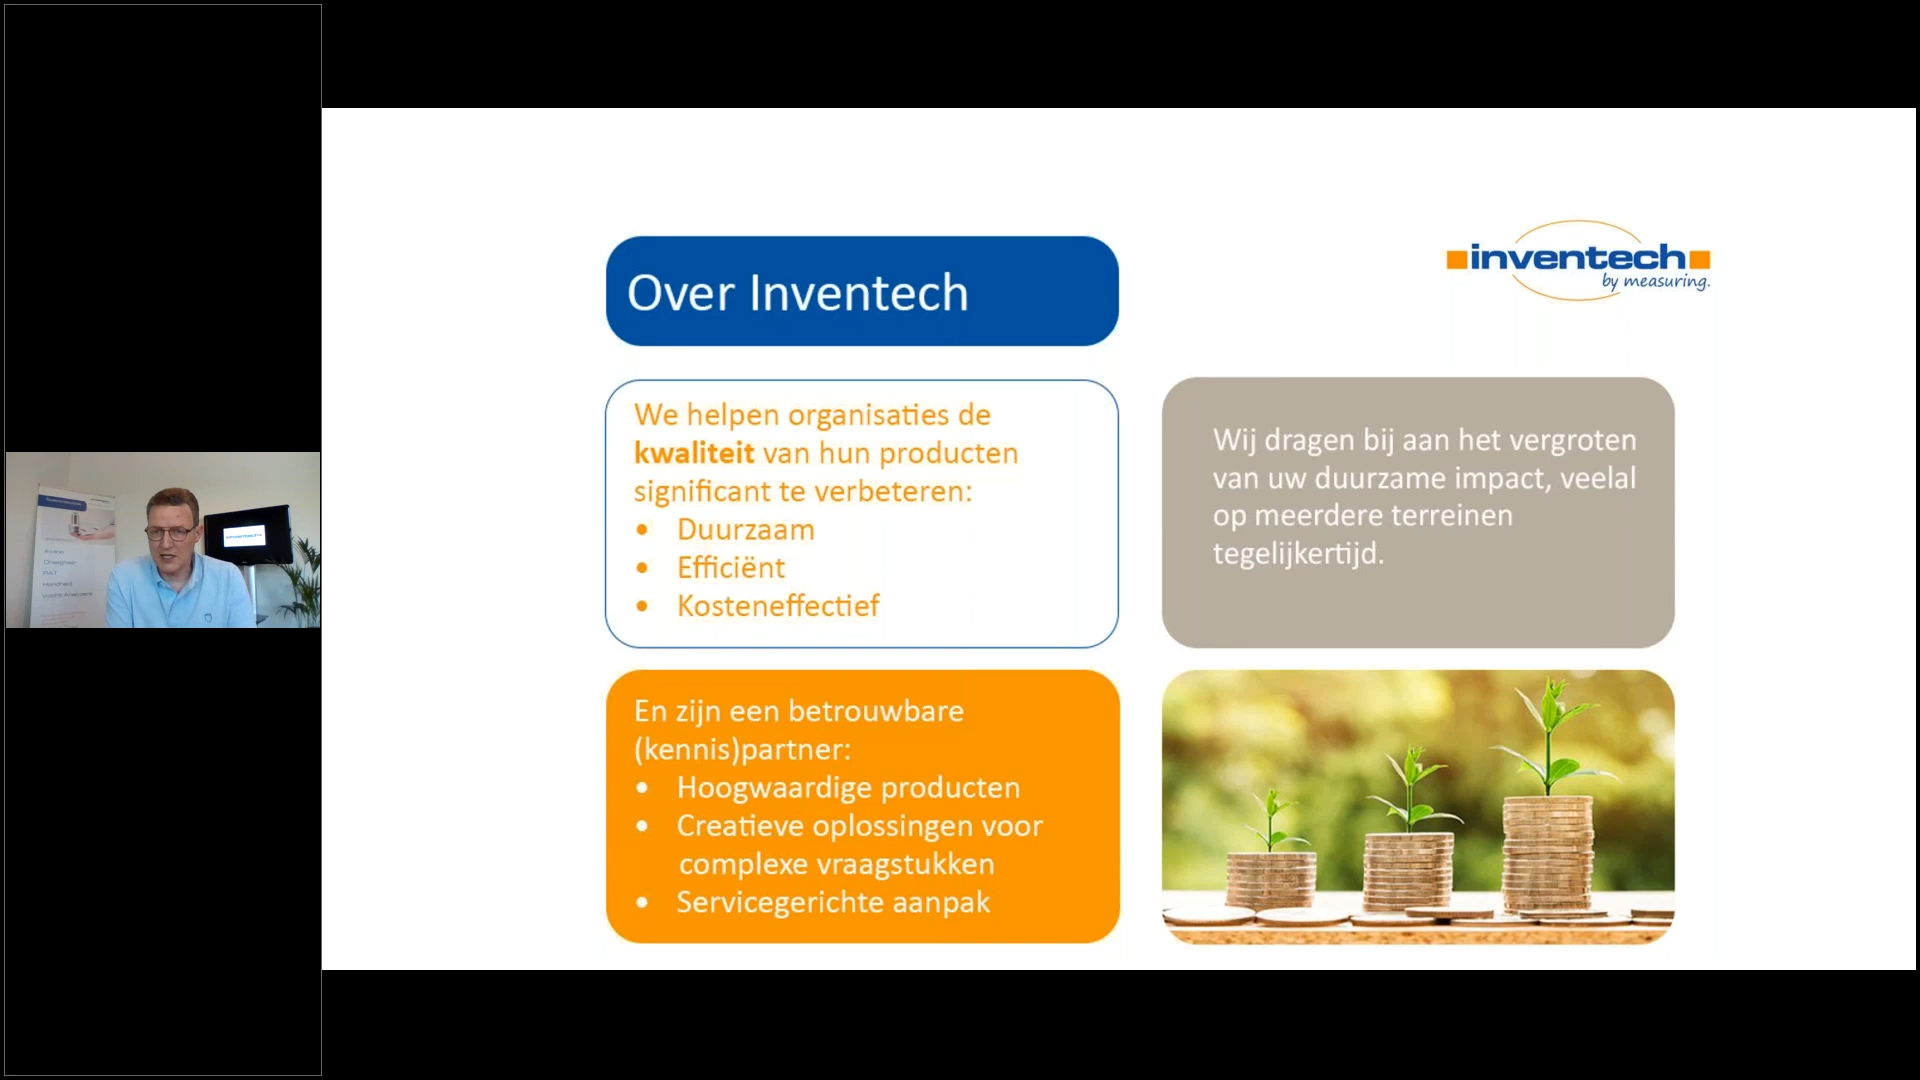 Over Inventech
inventech
by measuring.
We helpen organisaties de
kwaliteit van hun producten
significant te verbeteren:
• Duurzaam
• Efficiënt
• Kosteneffectief
Wij dragen bij aan het vergroten
van uw duurzame impact, veelal
op meerdere terreinen
tegelijkertijd.
En zijn een betrouwbare
(kennis)partner:
• Hoogwaardige producten
• Creatieve oplossingen voor
complexe vraagstukken
• Servicegerichte aanpak
inventech